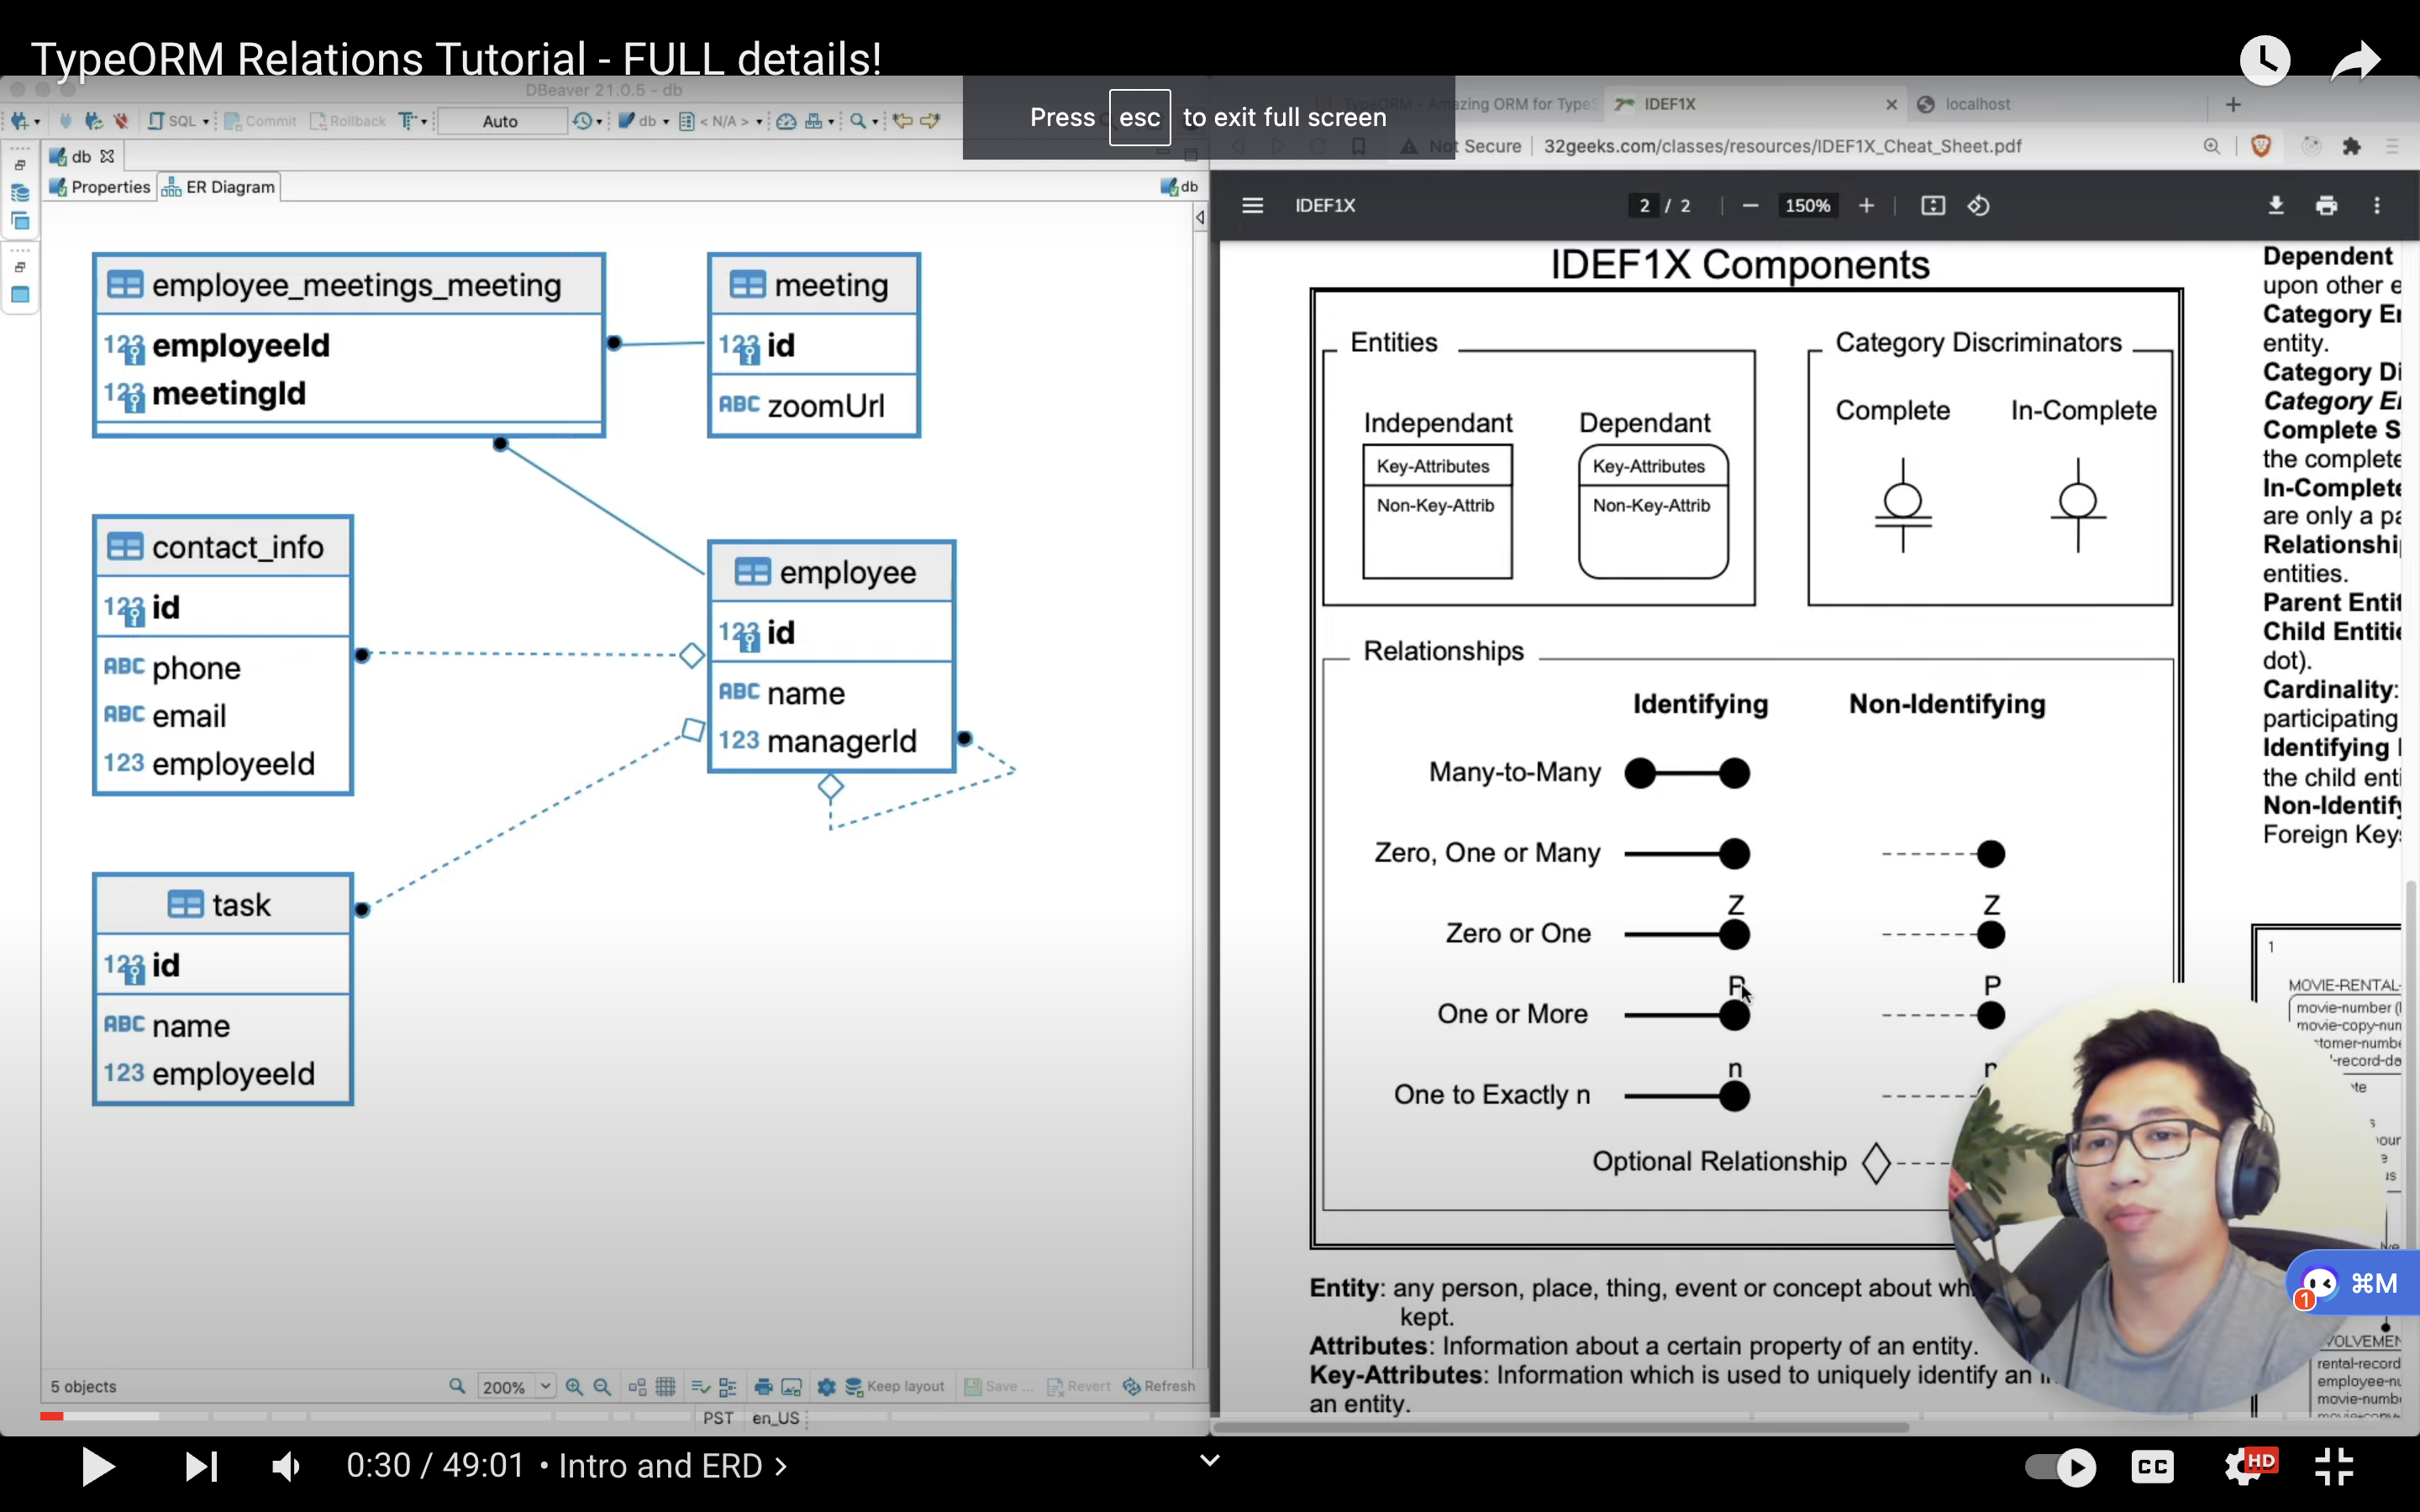 TypeORM Relations Tutorial - FULL details!
DBeaver 21.0.5 - db
Press esc to exit full screen
SQL
Commit
Rollback
T
Auto
db
< N/A >
db
Properties
ER Diagram
db
employee_meetings_meeting
123 employeeId
123 meetingId
meeting
123 id
ABC zoomUrl
contact_info
123 id
ABC phone
ABC email
123 employeeId
employee
123 id
ABC name
123 managerId
task
123 id
ABC name
123 employeeId
5 objects
200%
Keep layout
Save ...
Revert
Refresh
PST
en_US
azing ORM for Type
IDEF1X
localhost
Secure
32geeks.com/classes/resources/IDEF1X_Cheat_Sheet.pdf
IDEF1X
2 / 2
150%
IDEF1X Components
Entities
Independant
Key-Attributes
Non-Key-Attrib
Dependant
Key-Attributes
Non-Key-Attrib
Category Discriminators
Complete
In-Complete
Relationships
Identifying
Non-Identifying
Many-to-Many
Zero, One or Many
Z
Z
Zero or One
P
P
One or More
n
One to Exactly n
Optional Relationship
Entity: any person, place, thing, event or concept about
kept.
Attributes: Information about a certain property of an entity.
Key-Attributes: Information which is used to uniquely identify an
an entity.
Dependent
upon other e
Category
entity.
Category Di
Category
Complete S
the complete
In-Complete
are only a pa
Relationshi
entities.
Parent Entit
Child Entitie
dot).
Cardinality:
participating
Identifying
the child enti
Non-Identify
Foreign Key
1
MOVIE-RENTAL-
movie-number
movie-copy-num
tomer-numbe
-record-da
VOLVEMEN
rental-record
employee-nu
movie-numbe
1
⌘M
0:30 / 49:01 • Intro and ERD >
CC
HD